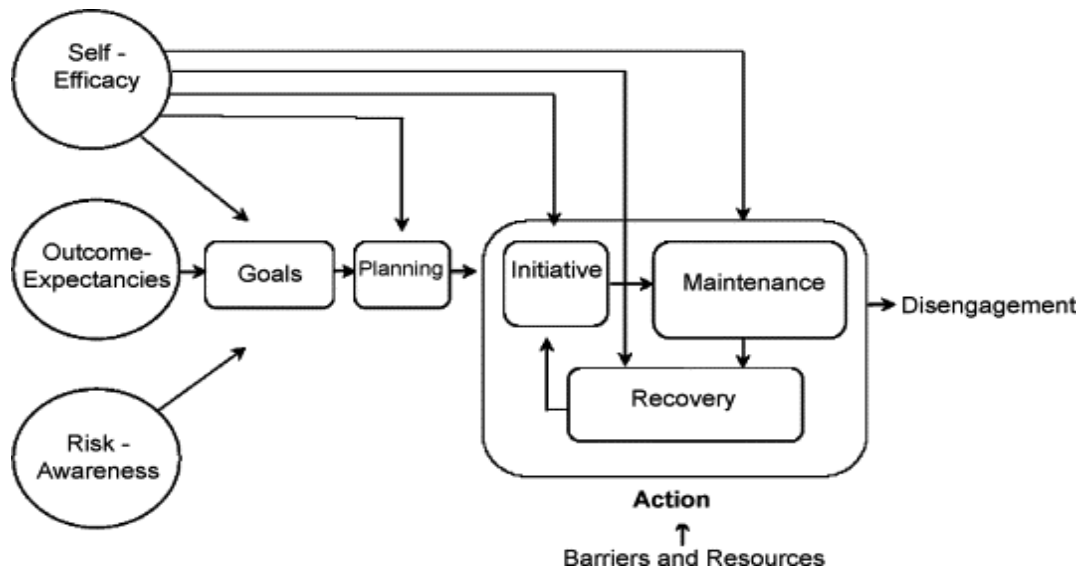 Self -
Efficacy
Outcome-
Expectancies
Goals
Planning
Initiative
Maintenance
Disengagement
Recovery
Risk -
Awareness
Action
Barriers and Resources